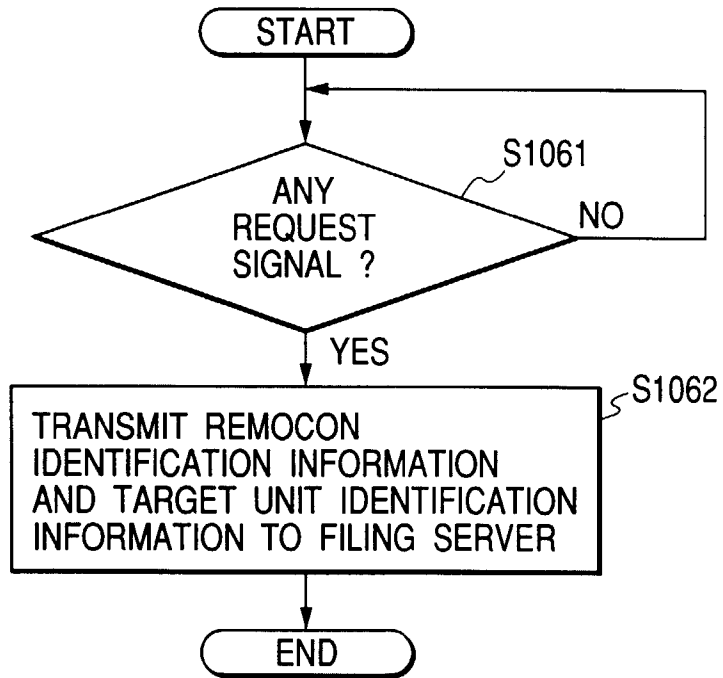 START
S1061
ANY
REQUEST
SIGNAL ?
NO
YES
S1062
TRANSMIT REMOCON
IDENTIFICATION INFORMATION
AND TARGET UNIT IDENTIFICATION
INFORMATION TO FILING SERVER
END